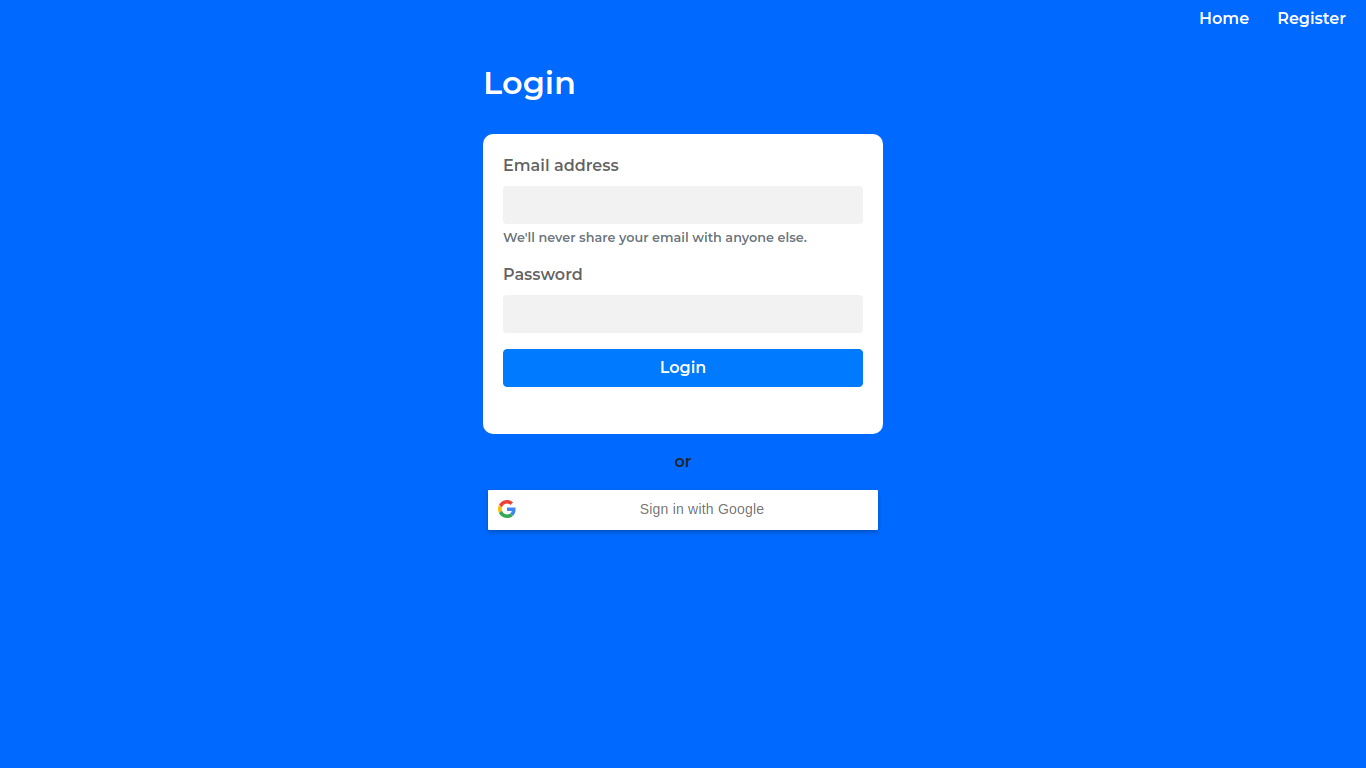 Home Register
Login
Email address
We'll never share your email with anyone else.
Password
Login
or
Sign in with Google